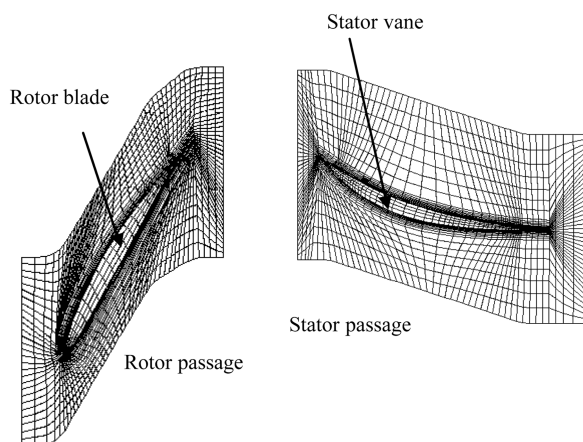 Stator vane
Rotor blade
Stator passage
Rotor passage